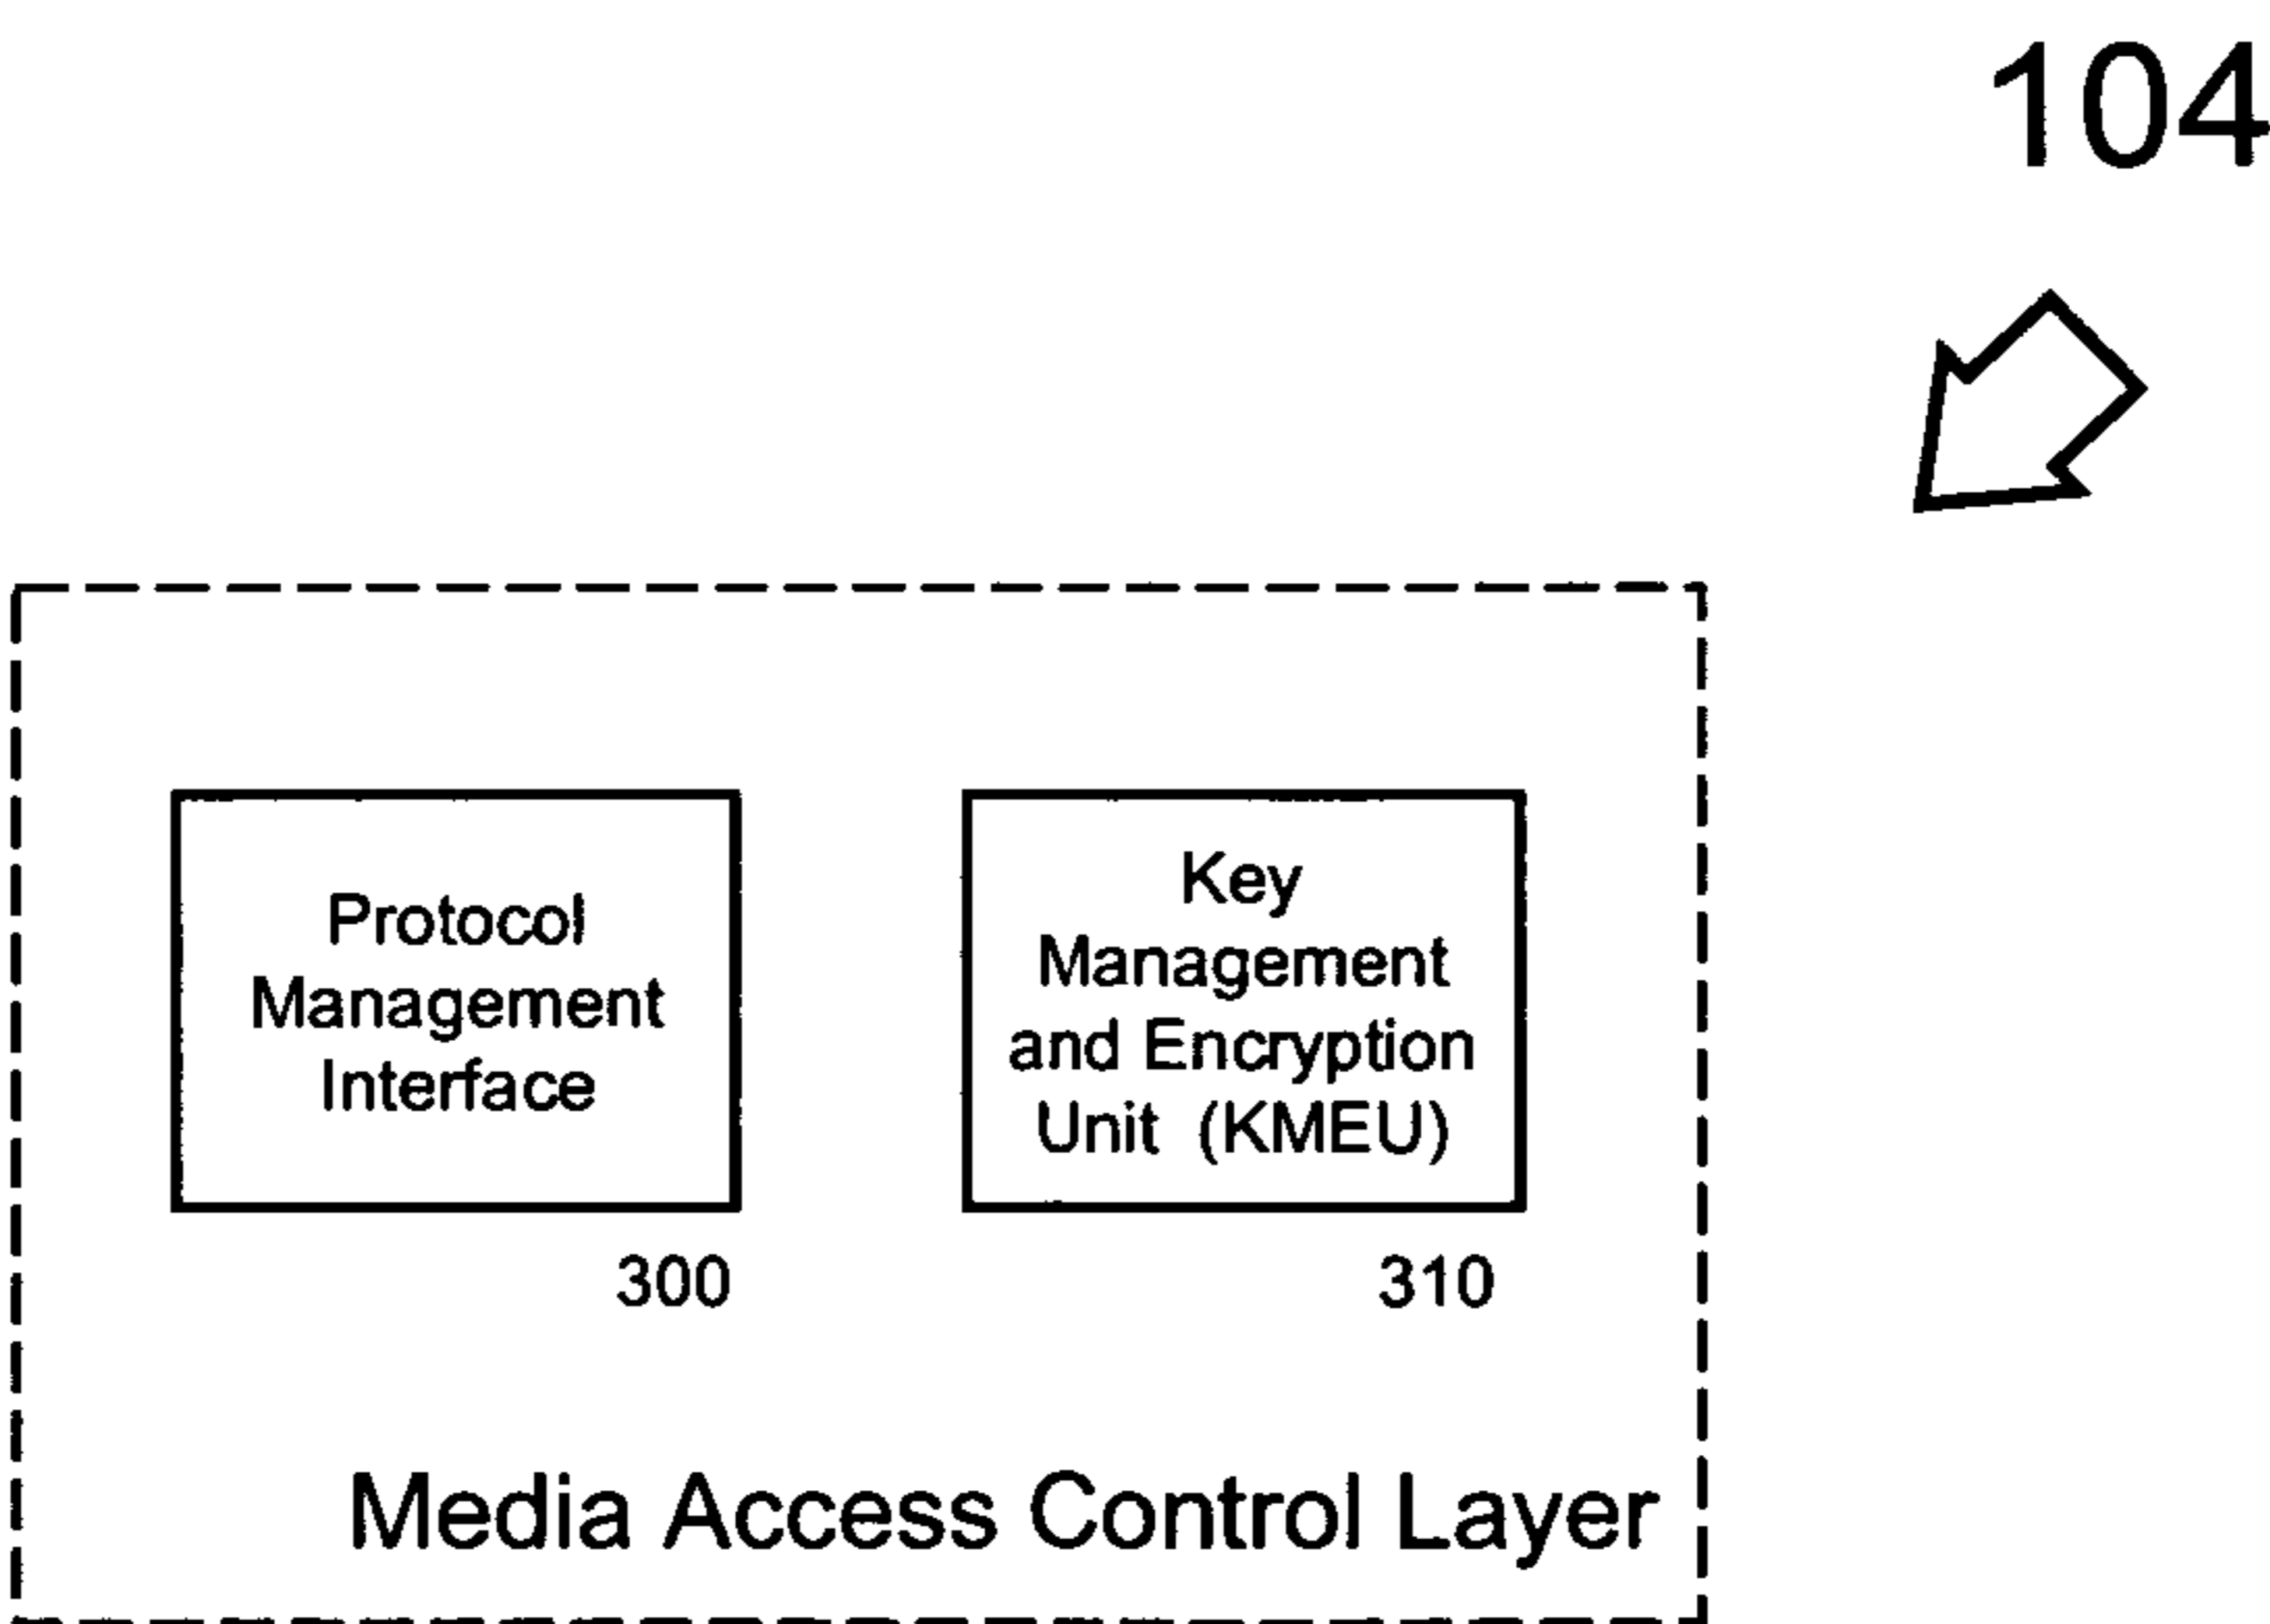 104
Protocol
Management
Interface
300
Key
Management
and Encryption
Unit (KMEU)
310
Media Access Control Layer